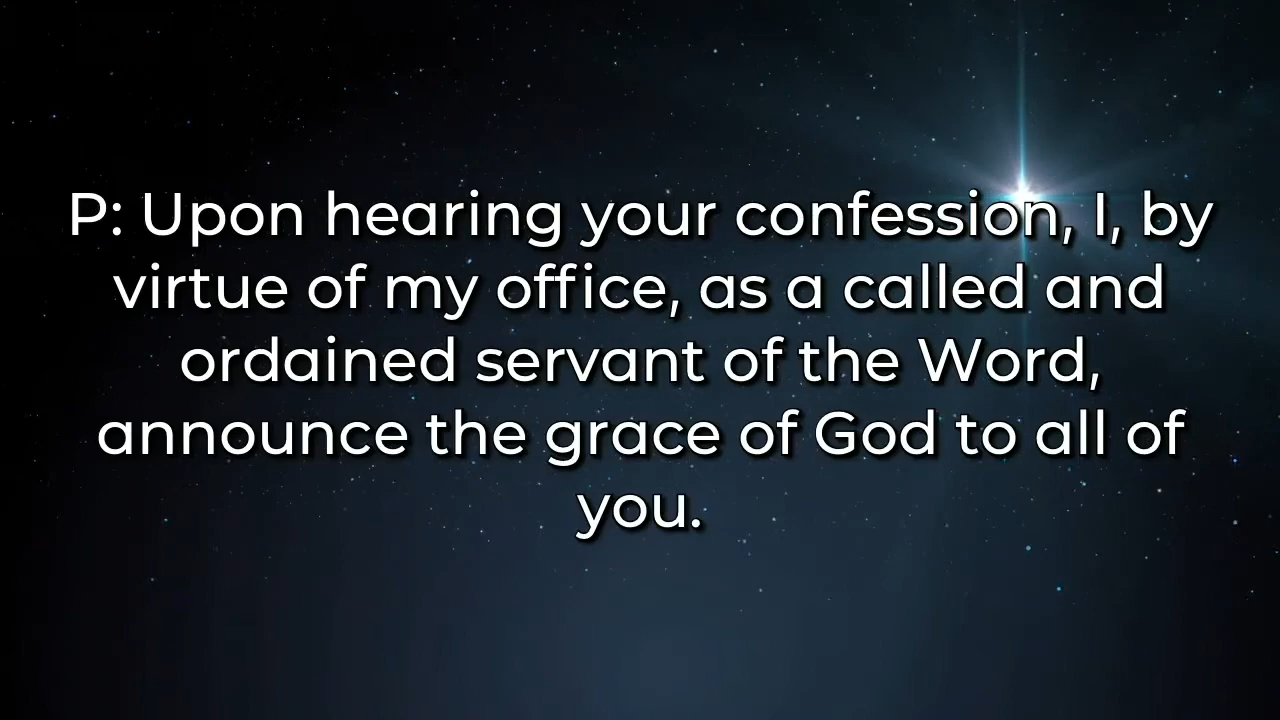 P: Upon hearing your confession, I, by
virtue of my office, as a called and
ordained servant of the Word,
announce the grace of God to all of
you.